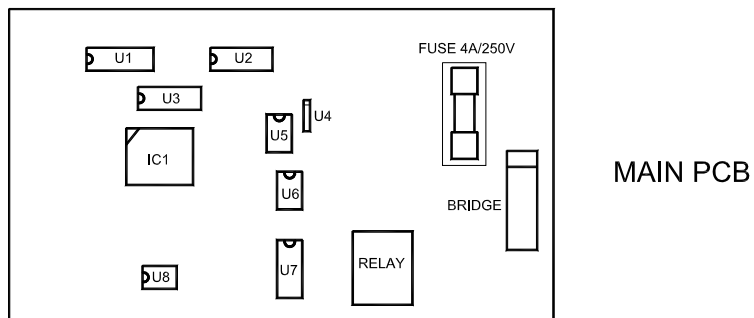 FUSE 4A/250V
U1
U2
U3
U4
U5
IC1
MAIN PCB
U6
BRIDGE
U7
RELAY
U8